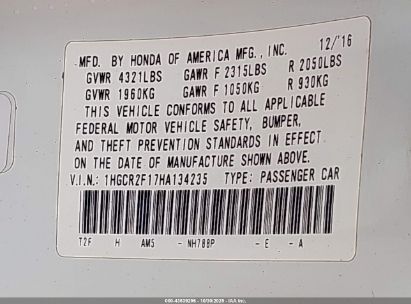 MFD. BY HONDA OF AMERICA MFG., INC. 12/'16
GVWR 4321LBS GAWR F 2315LBS R 2050LBS
GVWR 1960KG GAWR F 1050KG R 930KG
THIS VEHICLE CONFORMS TO ALL APPLICABLE
FEDERAL MOTOR VEHICLE SAFETY, BUMPER,
AND THEFT PREVENTION STANDARDS IN EFFECT
ON THE DATE OF MANUFACTURE SHOWN ABOVE.
V.I.N.: 1HGCR2F17HA134235 TYPE: PASSENGER CAR
T2F H AM5 - NH788P - E - A